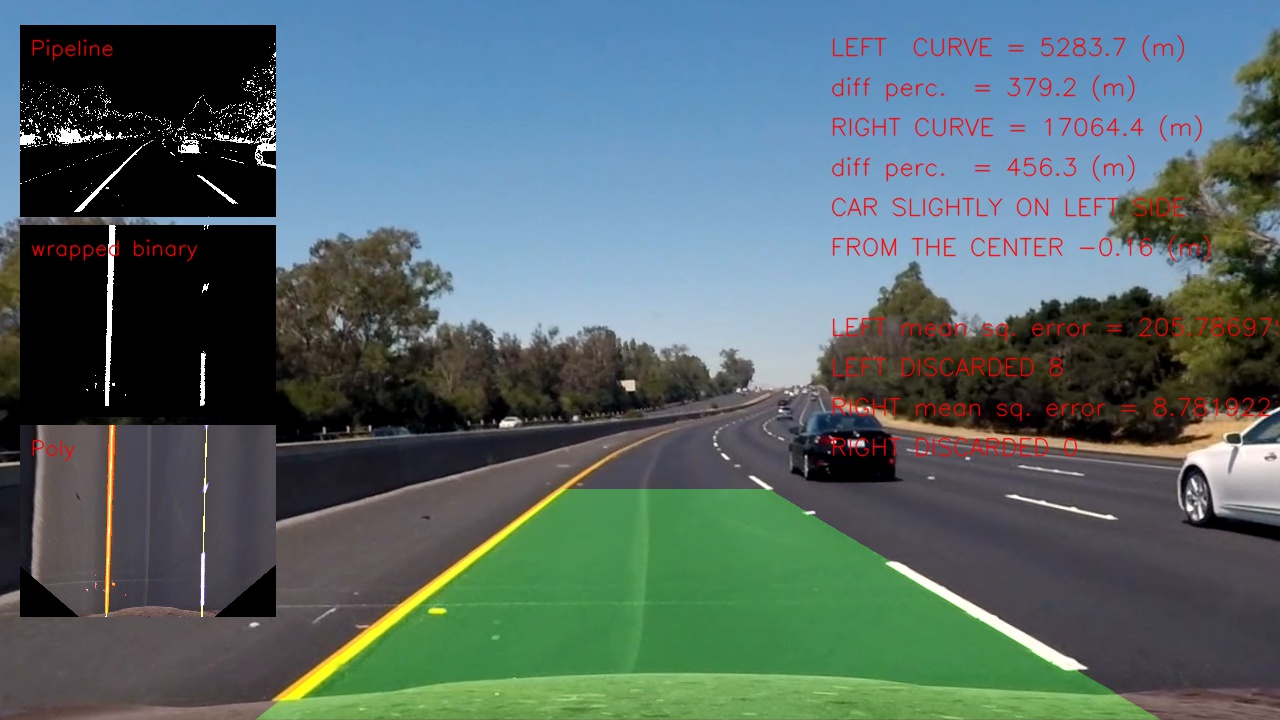 Pipeline
wrapped binary
Poly
LEFT  CURVE = 5283.7 (m)
diff perc.  = 379.2 (m)
RIGHT CURVE = 17064.4 (m)
diff perc.  = 456.3 (m)
CAR SLIGHTLY ON LEFT SIDE
FROM THE CENTER -0.16 (m)
LEFT mean sq. error = 205.78697
LEFT DISCARDED 8
RIGHT mean sq. error = 8.781922
RIGHT DISCARDED 0